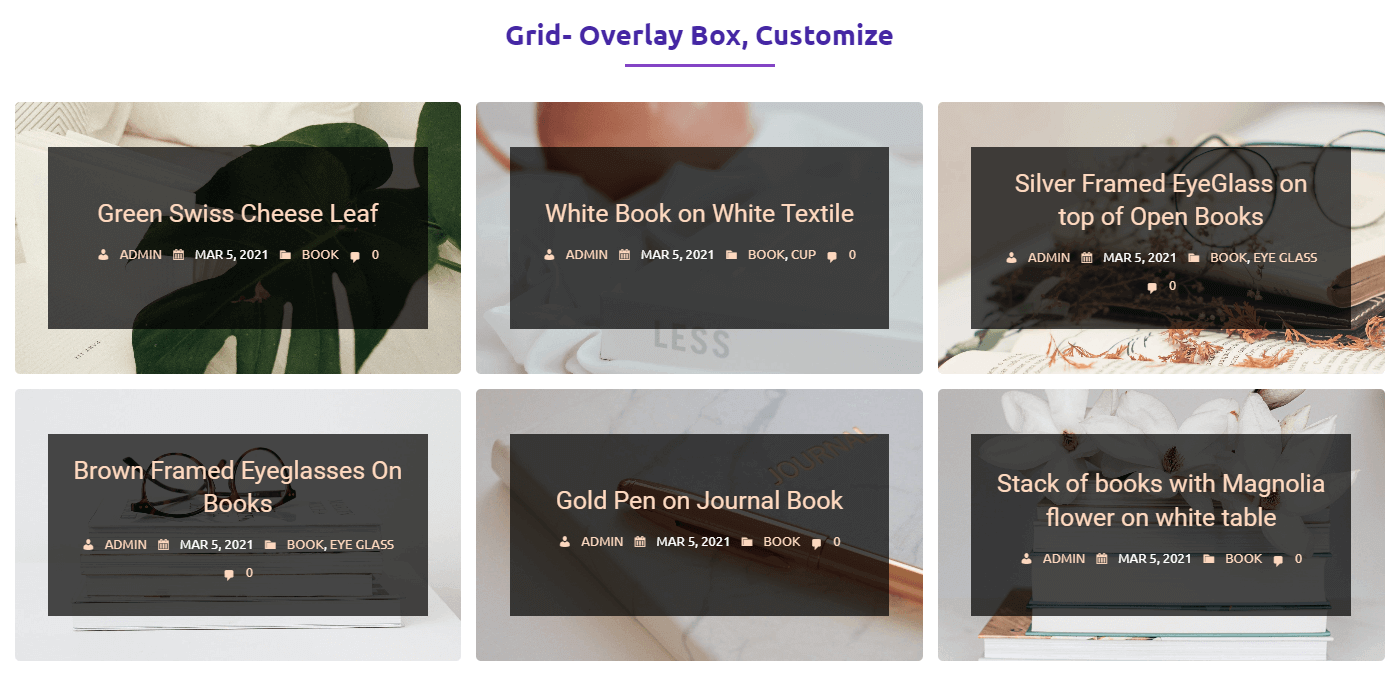 Grid- Overlay Box, Customize
Green Swiss Cheese Leaf
ADMIN MAR 5, 2021 BOOK 0
White Book on White Textile
ADMIN MAR 5, 2021 BOOK, CUP 0
LESS
Silver Framed EyeGlass on
top of Open Books
ADMIN MAR 5, 2021 BOOK, EYE GLASS
0
Brown Framed Eyeglasses On
Books
ADMIN MAR 5, 2021 BOOK, EYE GLASS
0
JOURNAL
Gold Pen on Journal Book
ADMIN MAR 5, 2021 BOOK 0
Stack of books with Magnolia
flower on white table
ADMIN MAR 5, 2021 BOOK 0